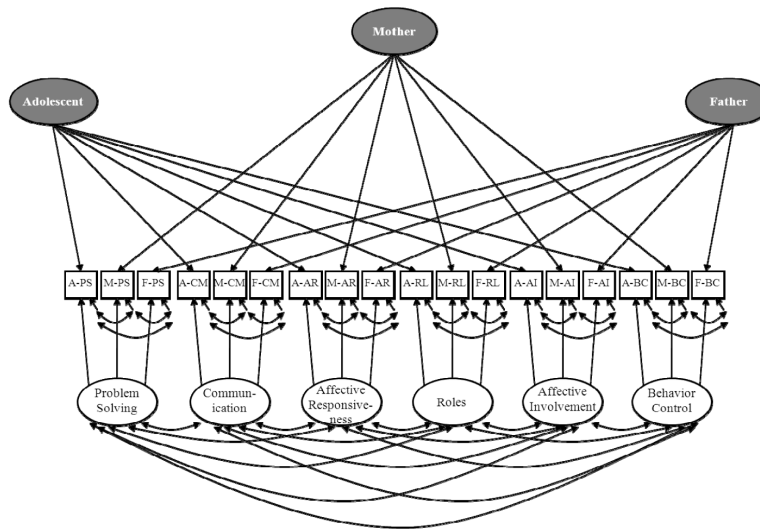 Mother
Adolescent
Father
A-PS M-PS F-PS A-CM M-CM F-CM A-AR M-AR F-AR A-RL M-RL F-RL A-AI M-AI F-AI A-BC M-BC F-BC
Problem
Solving
Commun-
ication
Affective
Responsive-
ness
Roles
Affective
Involvement
Behavior
Control